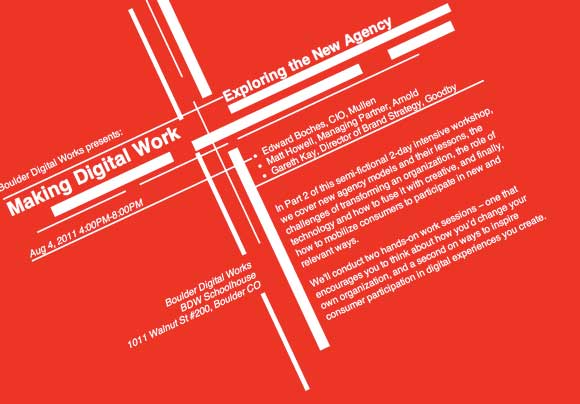 Boulder Digital Works presents:
Making Digital Work
Aug 4, 2011 4:00PM-8:00PM
Exploring the New Agency
Edward Boches, CIO, Mullen
Matt Howell, Managing Partner, Arnold
Gareth Kay, Director of Brand Strategy, Goodby
In Part 2 of this semi-fictional 2-day intensive workshop,
we cover new agency models and their lessons, the
challenges of transforming an organization, the role of
technology and how to fuse it with creative, and finally,
how to mobilize consumers to participate in new and
relevant ways.
We'll conduct two hands-on work sessions – one that
encourages you to think about how you'd change your
own organization, and a second on ways to inspire
consumer participation in digital experiences you create.
Boulder Digital Works
BDW Schoolhouse
1011 Walnut St #200, Boulder CO